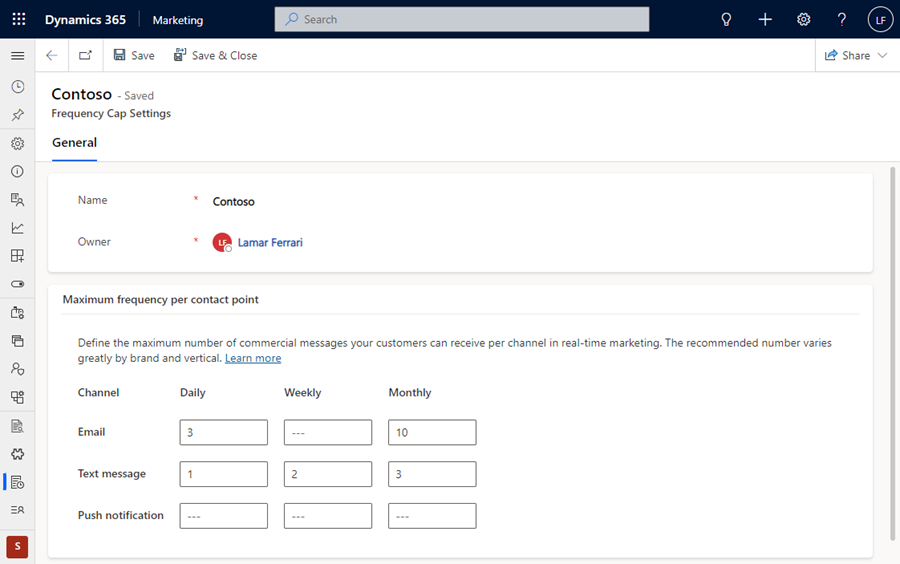 Dynamics 365 Marketing Search ? LF
Save Save & Close Share
Contoso - Saved
Frequency Cap Settings
General
Name * Contoso
Owner * LF Lamar Ferrari
Maximum frequency per contact point
Define the maximum number of commercial messages your customers can receive per channel in real-time marketing. The recommended number varies
greatly by brand and vertical. Learn more
Channel Daily Weekly Monthly
Email 3 --- 10
Text message 1 2 3
Push notification --- --- ---
S